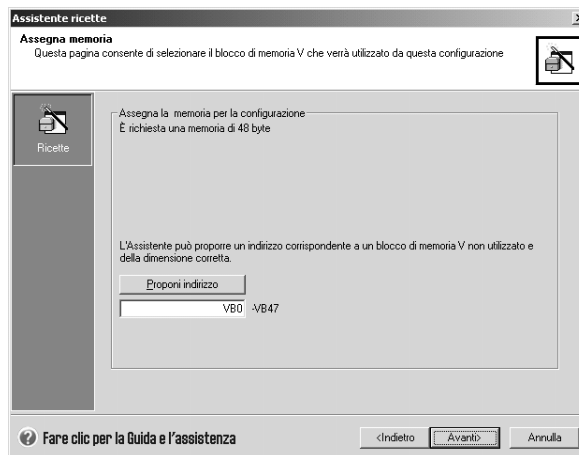 Assistente ricette
Assegna memoria
Questa pagina consente di selezionare il blocco di memoria V che verrà utilizzato da questa configurazione
Ricette
Assegna la memoria per la configurazione
È richiesta una memoria di 48 byte
L'Assistente può proporre un indirizzo corrispondente a un blocco di memoria V non utilizzato e
della dimensione corretta.
Proponi indirizzo
VB0 -VB47
Fare clic per la Guida e l'assistenza
<Indietro Avanti> Annulla